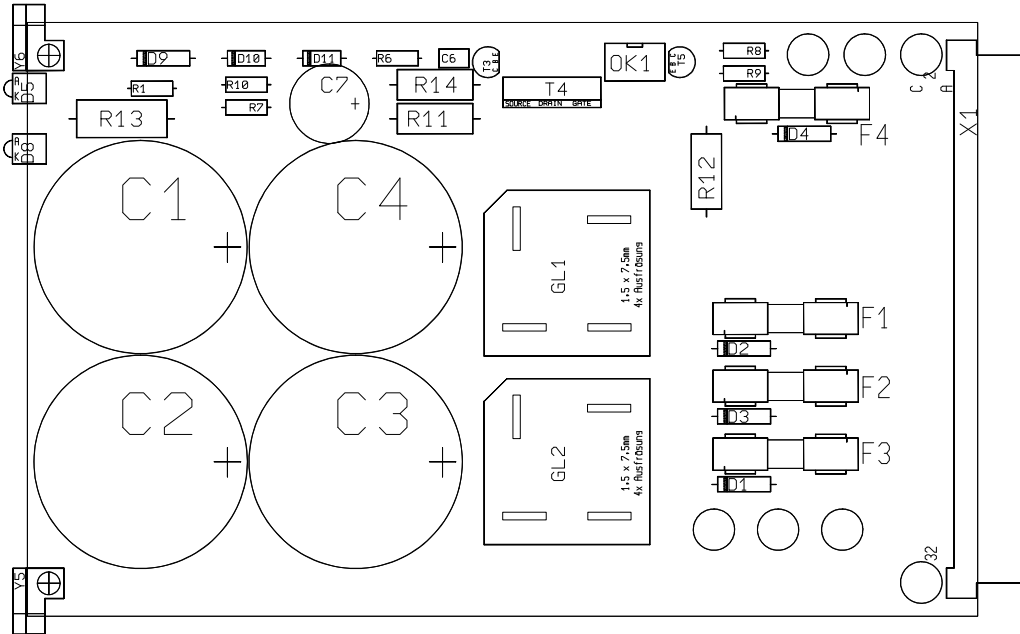 Y6
D9
D10
D11
R6
C6
T3
C B E
OK1
E B C
T5
R8
R9
C 2
A
A
K
D5
R1
R10
R7
C7
+
R14
T4
SOURCE DRAIN GATE
R13
R11
D4
F4
X1
A
K
D8
R12
C1
+
C4
+
GL1
1,5 x 7,5mm
4x Ausfräsung
F1
D2
C2
+
C3
+
GL2
1,5 x 7,5mm
4x Ausfräsung
F2
D3
F3
D1
32
Y5